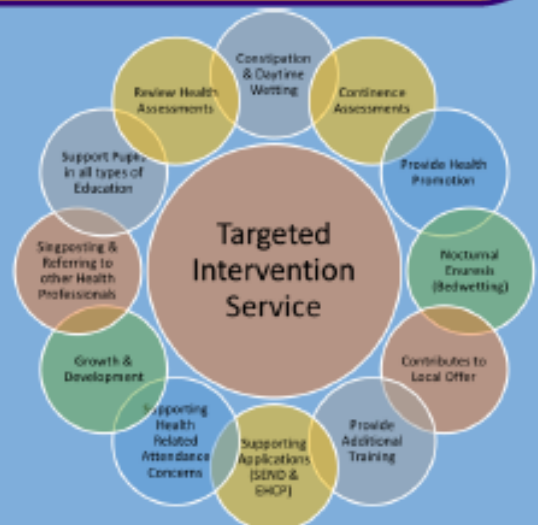 Constipation
& Daytime
Wetting
Continence
Assessments
Provide Health
Promotion
Nocturnal
Enuresis
(Bedwetting)
Contributes to
Local Offer
Provide
Additional
Training
Supporting
Applications
(SEND &
EHCP)
Supporting
Health
Related
Attendance
Concerns
Growth &
Development
Singposting &
Referring to
other Health
Professionals
Support Pupils
in all types of
Education
Review Health
Assessments
Targeted
Intervention
Service